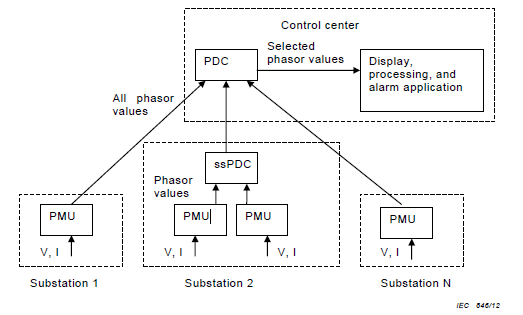 Control center
PDC
Selected
phasor values
Display,
processing, and
alarm application
All phasor
values
ssPDC
Phasor
values
PMU
PMU
PMU
PMU
V, I
V, I
V, I
V, I
Substation 1
Substation 2
Substation N
IEC 846/12